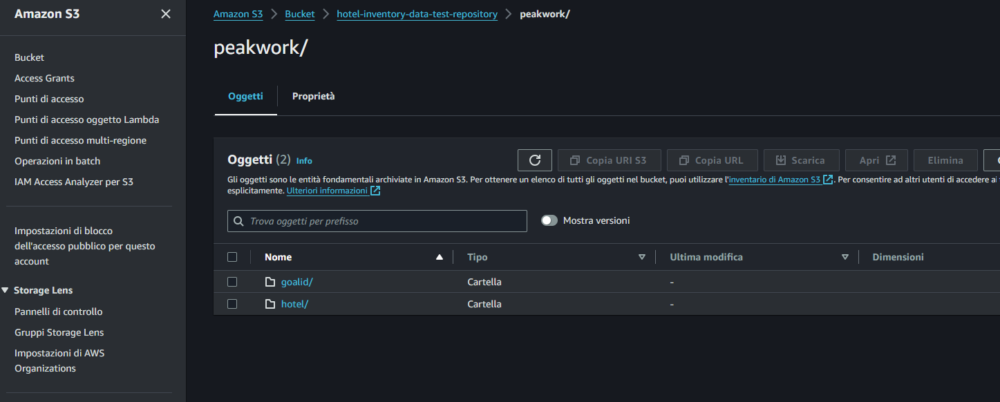 Amazon S3
Amazon S3 > Bucket > hotel-inventory-data-test-repository > peakwork/
peakwork/
Bucket
Access Grants
Punti di accesso
Punti di accesso oggetto Lambda
Punti di accesso multi-regione
Operazioni in batch
IAM Access Analyzer per S3
Impostazioni di blocco
dell'accesso pubblico per questo
account
Storage Lens
Pannelli di controllo
Gruppi Storage Lens
Impostazioni di AWS
Organizations
Oggetti Proprietà
Oggetti (2) Info Copia URI S3 Copia URL Scarica Apri Elimina
Gli oggetti sono le entità fondamentali archiviate in Amazon S3. Per ottenere un elenco di tutti gli oggetti nel bucket, puoi utilizzare l'inventario di Amazon S3. Per consentire ad altri utenti di accedere ai
esplicitamente. Ulteriori informazioni
Trova oggetti per prefisso Mostra versioni
Nome Tipo Ultima modifica Dimensioni
goalid/ Cartella -
hotel/ Cartella -